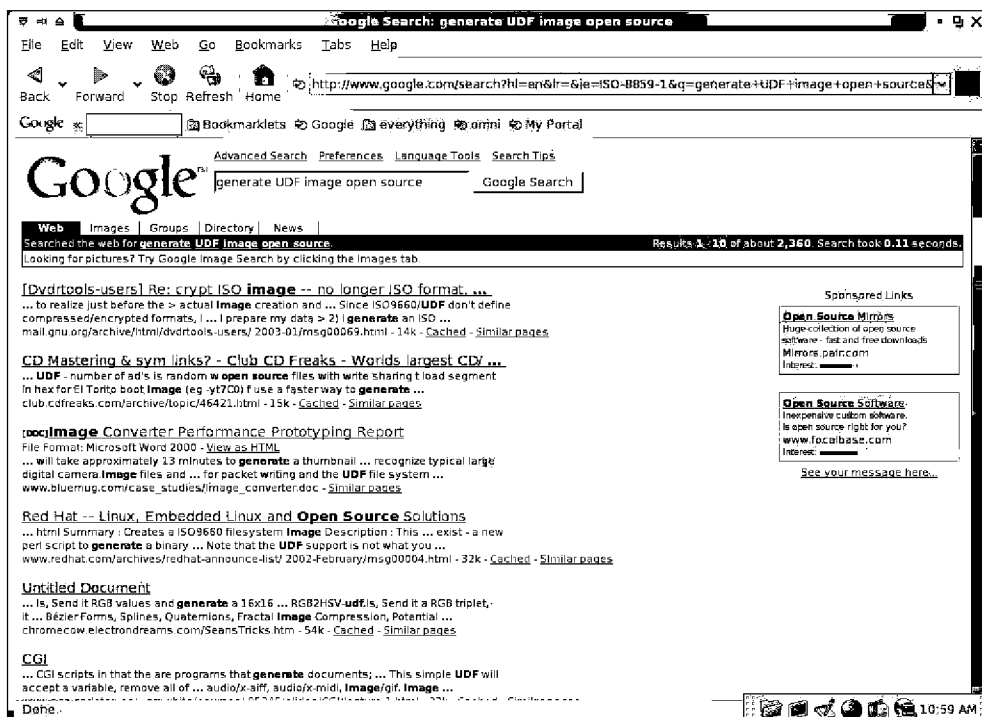 Google Search: generate UDF image open source
File Edit View Web Go Bookmarks Tabs Help
http://www.google.com/search?hl=en&lr=&ie=ISO-8859-1&q=generate+UDF+image+open+source&
Back Forward Stop Refresh Home
Google Bookmarklets Google everything omni My Portal
Advanced Search Preferences Language Tools Search Tips
Google™ generate UDF image open source Google Search
Web Images Groups Directory News
Searched the web for generate UDF image open source. Results 1 - 10 of about 2,360. Search took 0.11 seconds.
Looking for pictures? Try Google Image Search by clicking the Images tab.
[Dvdrtools-users] Re: crypt ISO image -- no longer ISO format, ...
... to realize just before the > actual Image creation and ... Since ISO9660/UDF don't define
compressed/encrypted formats, I ... I prepare my data > 2) I generate an ISO ...
mail.gnu.org/archive/html/dvdrtools-users/ 2003-01/msg00069.html - 14k - Cached - Similar pages
CD Mastering & sym links? - Club CD Freaks - Worlds largest CD/ ...
... UDF - number of ad's is random w open source files with write sharing t load segment
in hex for El Torito boot Image (eg -yt7C0) f use a faster way to generate ...
club.cdfreaks.com/archive/topic/46421.html - 15k - Cached - Similar pages
[DOC]Image Converter Performance Prototyping Report
File Format: Microsoft Word 2000 - View as HTML
... will take approximately 13 minutes to generate a thumbnail ... recognize typical large
digital camera Image files and ... for packet writing and the UDF file system ...
www.bluemug.com/case_studies/image_converter.doc - Similar pages
Red Hat -- Linux, Embedded Linux and Open Source Solutions
... html Summary : Creates a ISO9660 filesystem Image Description : This ... exist - a new
perl script to generate a binary ... Note that the UDF support is not what you ...
www.redhat.com/archives/redhat-announce-list/ 2002-February/msg00004.html - 32k - Cached - Similar pages
Untitled Document
... ls, Send it RGB values and generate a 16x16 ... RGB2HSV-udf.ls, Send it a RGB triplet,
it ... Bézier Forms, Splines, Quaternions, Fractal Image Compression, Potential ...
chromecow.electrondreams.com/SeansTricks.htm - 54k - Cached - Similar pages
CGI
... CGI scripts in that the are programs that generate documents; ... This simple UDF will
accept a variable, remove all of ... audio/x-aiff, audio/x-midi, Image/gif. Image ...
Sponsored Links
Open Source Mirrors
Huge collection of open source
software - fast and free downloads
Mirrors.pair.com
Interest:
Open Source Software
Inexpensive custom software.
Is open source right for you?
www.focalbase.com
Interest:
See your message here...
Done.
10:59 AM